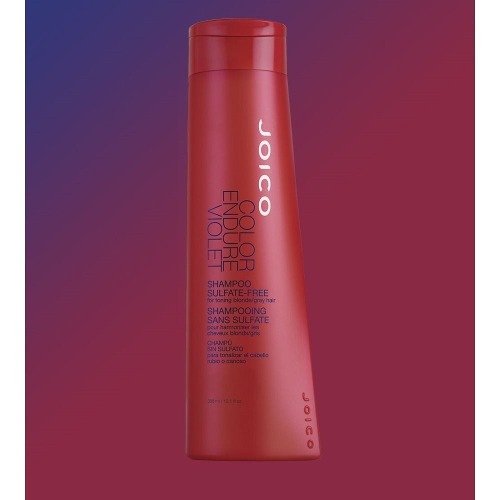 JOICO
COLOR
ENDURE
VIOLET
SHAMPOO
SULFATE-FREE
for toning blonde/gray hair
SHAMPOOING
SANS SULFATE
pour harmoniser les
cheveux blonds/gris
CHAMPÚ
SIN SULFATO
para tonalizar el cabello
rubio o canoso
JOICO